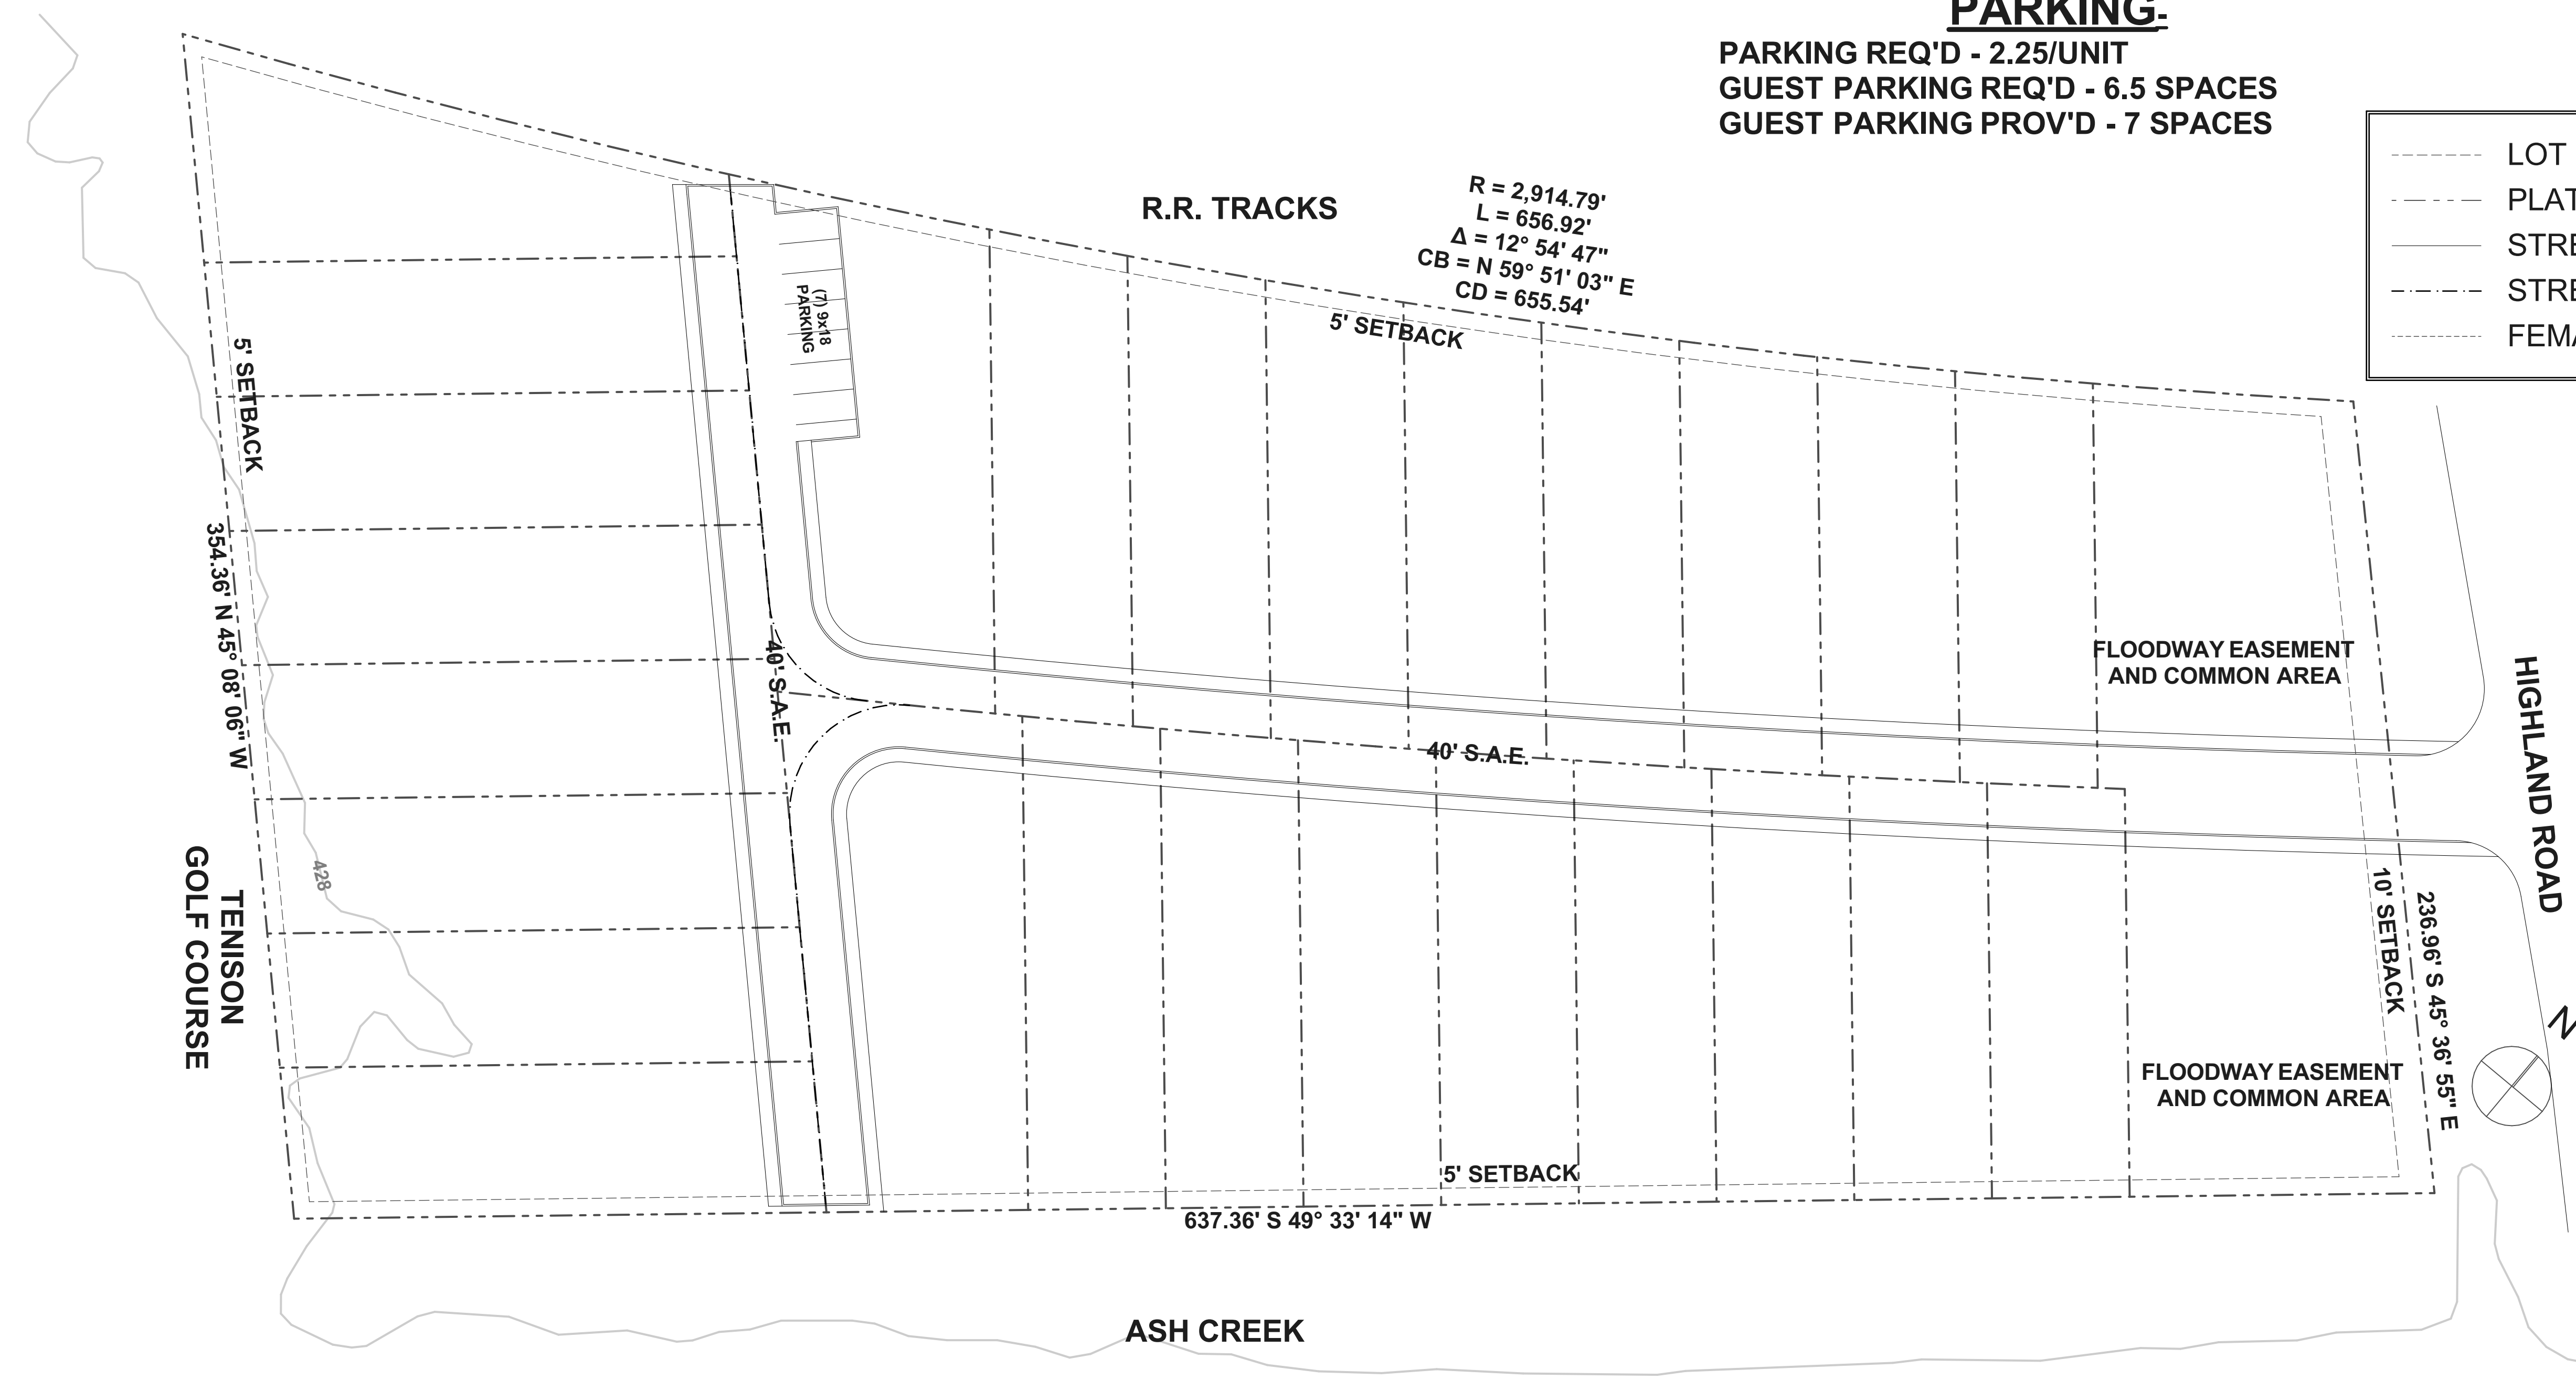 PARKING-
PARKING REQ'D - 2.25/UNIT
GUEST PARKING REQ'D - 6.5 SPACES
GUEST PARKING PROV'D - 7 SPACES
LOT
PLAT
STRE
STRE
FEMA
R.R. TRACKS
R = 2,914.79'
L = 656.92'
Δ = 12° 54' 47"
CB = N 59° 51' 03" E
CD = 655.54'
5' SETBACK
(7) 9x18
PARKING
5' SETBACK
354.36' N 45° 08' 06" W
40' S.A.E.
40' S.A.E.
FLOODWAY EASEMENT
AND COMMON AREA
HIGHLAND ROAD
TENISON
GOLF COURSE
428
10' SETBACK
236.96' S 45° 36' 55" E
N
FLOODWAY EASEMENT
AND COMMON AREA
5' SETBACK
637.36' S 49° 33' 14" W
ASH CREEK